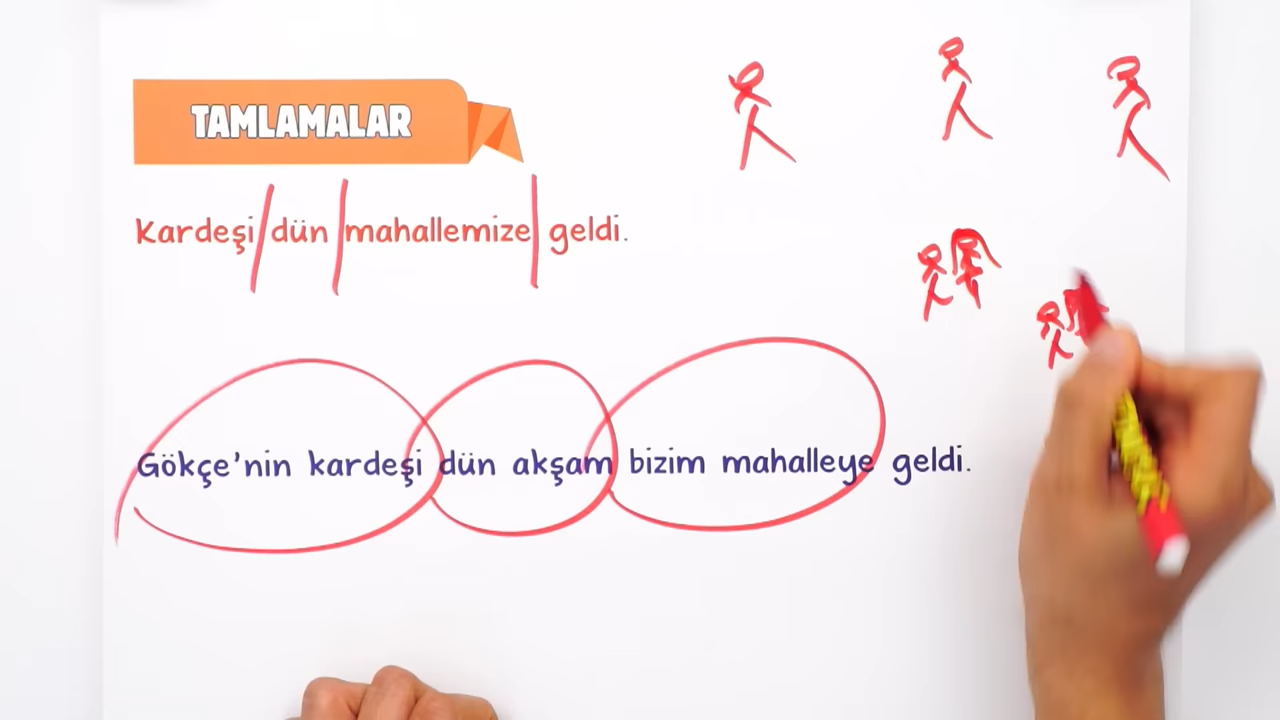 TAMLAMALAR
Kardeşi dün mahallemize geldi.
Gökçe'nin kardeşi dün akşam bizim mahalleye geldi.